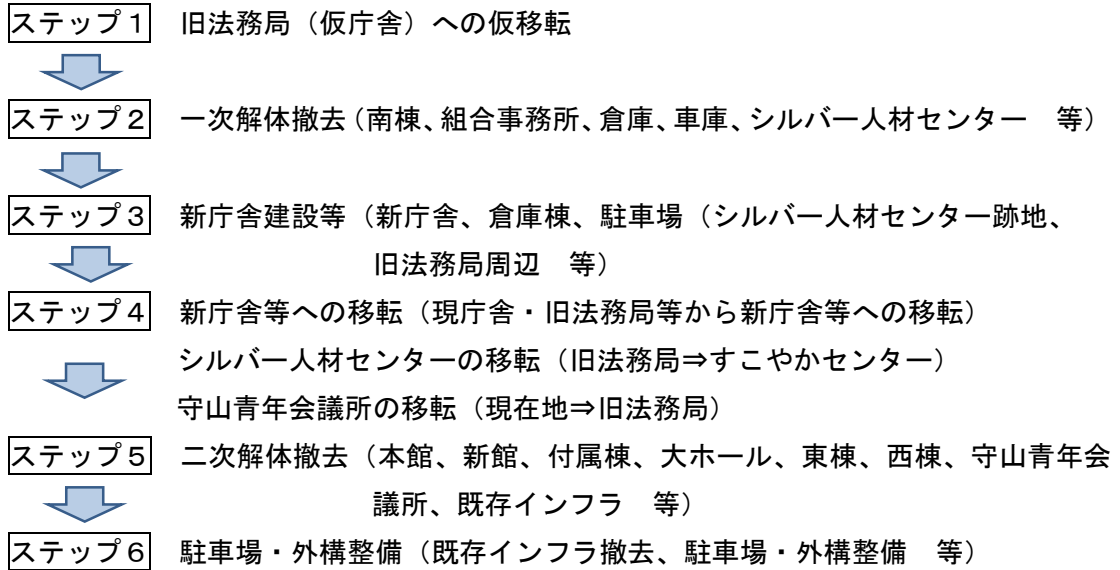 ステップ1 旧法務局(仮庁舎)への仮移転
ステップ2 一次解体撤去(南棟、組合事務所、倉庫、車庫、シルバー人材センター 等)
ステップ3 新庁舎建設等(新庁舎、倉庫棟、駐車場(シルバー人材センター跡地、
旧法務局周辺 等)
ステップ4 新庁舎等への移転(現庁舎・旧法務局等から新庁舎等への移転)
シルバー人材センターの移転(旧法務局⇒すこやかセンター)
守山青年会議所の移転(現在地⇒旧法務局)
ステップ5 二次解体撤去(本館、新館、付属棟、大ホール、東棟、西棟、守山青年会
議所、既存インフラ 等)
ステップ6 駐車場・外構整備(既存インフラ撤去、駐車場・外構整備 等)